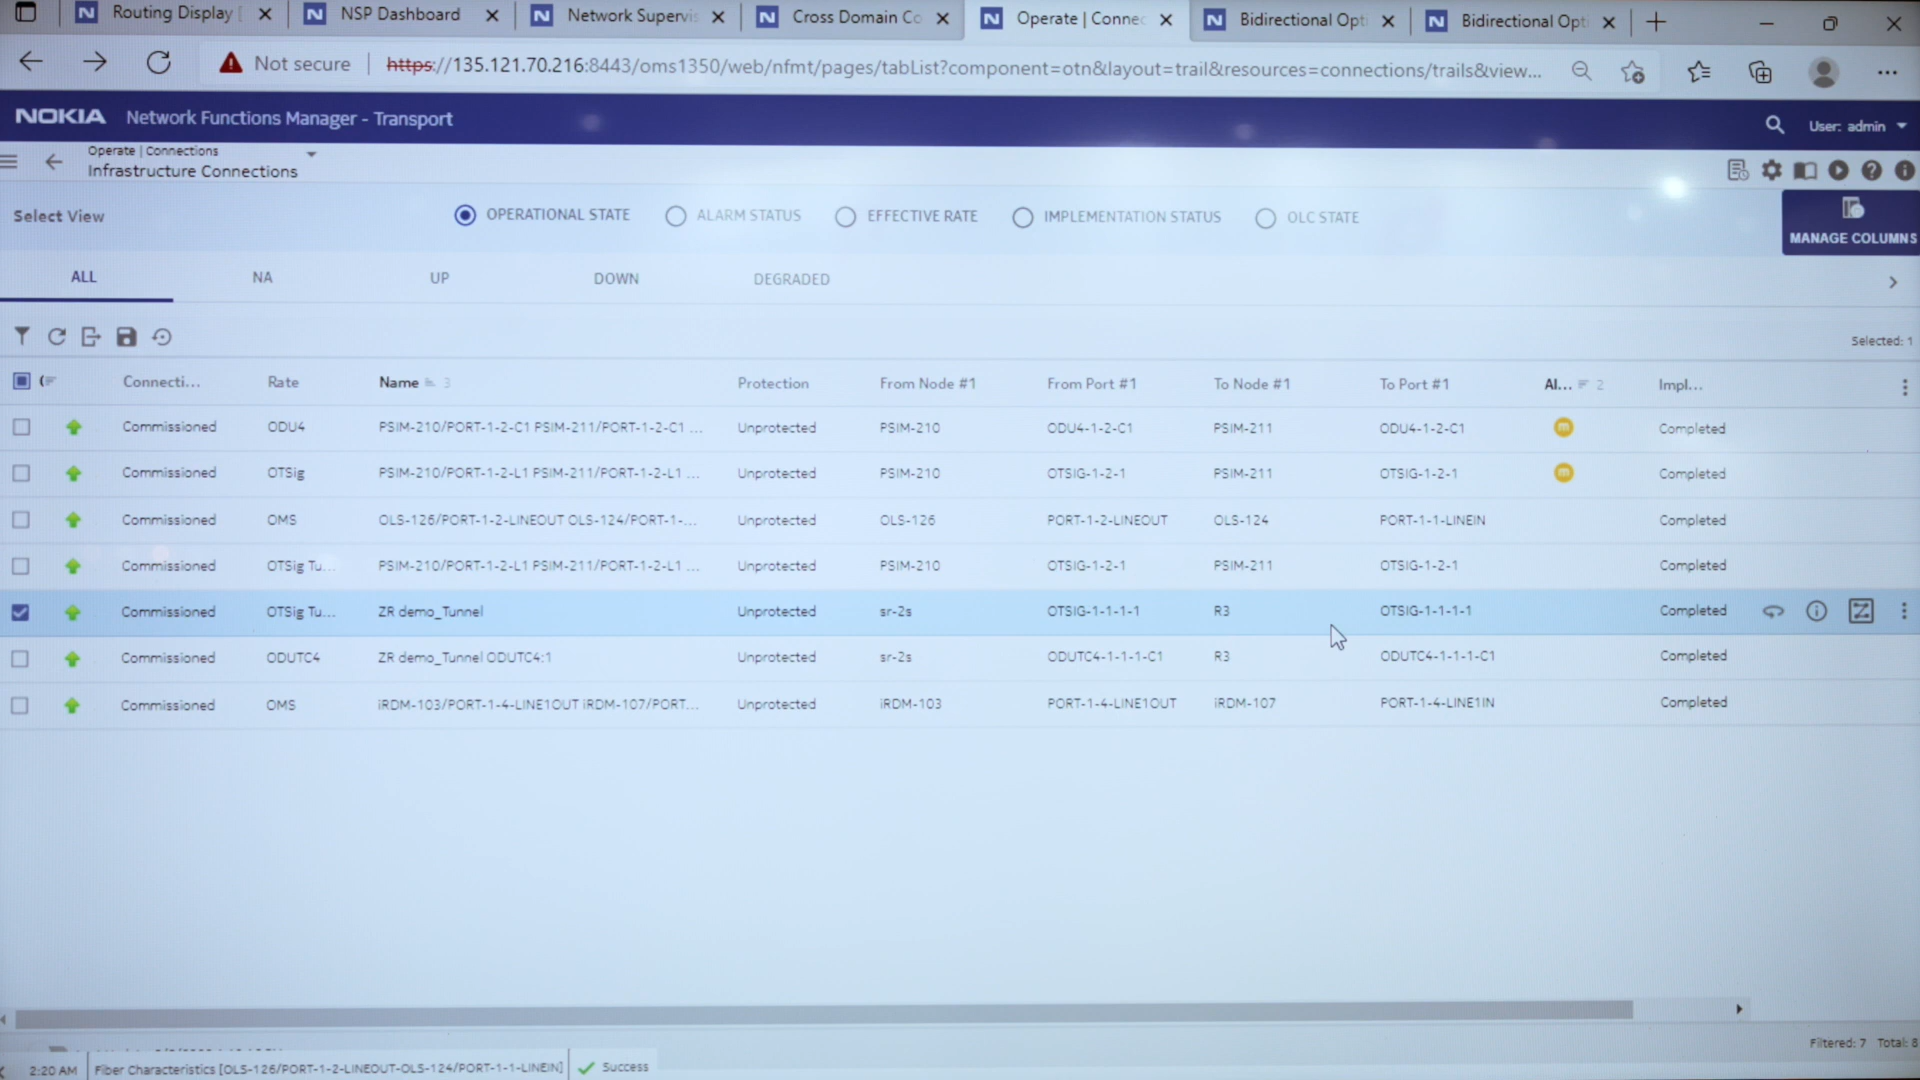 Routing Display [
NSP Dashboard
Network Supervis
Cross Domain Co
Operate | Connec
Bidirectional Opti
Bidirectional Opti
Not secure
https://135.121.70.216:8443/oms1350/web/nfmt/pages/tabList?component=otn&layout=trail&resources=connections/trails&view...
NOKIA Network Functions Manager - Transport
User: admin
Operate | Connections
Infrastructure Connections
Select View
OPERATIONAL STATE ALARM STATUS EFFECTIVE RATE IMPLEMENTATION STATUS OLC STATE
MANAGE COLUMNS
ALL NA UP DOWN DEGRADED
Selected: 1
Connecti... Rate Name 3 Protection From Node #1 From Port #1 To Node #1 To Port #1 Al... 2 Impl...
Commissioned ODU4 PSIM-210/PORT-1-2-C1 PSIM-211/PORT-1-2-C1 ... Unprotected PSIM-210 ODU4-1-2-C1 PSIM-211 ODU4-1-2-C1 m Completed
Commissioned OTSig PSIM-210/PORT-1-2-L1 PSIM-211/PORT-1-2-L1 ... Unprotected PSIM-210 OTSIG-1-2-1 PSIM-211 OTSIG-1-2-1 m Completed
Commissioned OMS OLS-126/PORT-1-2-LINEOUT OLS-124/PORT-1-... Unprotected OLS-126 PORT-1-2-LINEOUT OLS-124 PORT-1-1-LINEIN Completed
Commissioned OTSig Tu... PSIM-210/PORT-1-2-L1 PSIM-211/PORT-1-2-L1 ... Unprotected PSIM-210 OTSIG-1-2-1 PSIM-211 OTSIG-1-2-1 Completed
Commissioned OTSig Tu... ZR demo_Tunnel Unprotected sr-2s OTSIG-1-1-1-1 R3 OTSIG-1-1-1-1 Completed
Commissioned ODUTC4 ZR demo_Tunnel ODUTC4:1 Unprotected sr-2s ODUTC4-1-1-1-C1 R3 ODUTC4-1-1-1-C1 Completed
Commissioned OMS iRDM-103/PORT-1-4-LINE1OUT iRDM-107/PORT... Unprotected iRDM-103 PORT-1-4-LINE1OUT iRDM-107 PORT-1-4-LINE1IN Completed
Filtered: 7 Total: 8
2:20 AM Fiber Characteristics [OLS-126/PORT-1-2-LINEOUT-OLS-124/PORT-1-1-LINEIN] Success